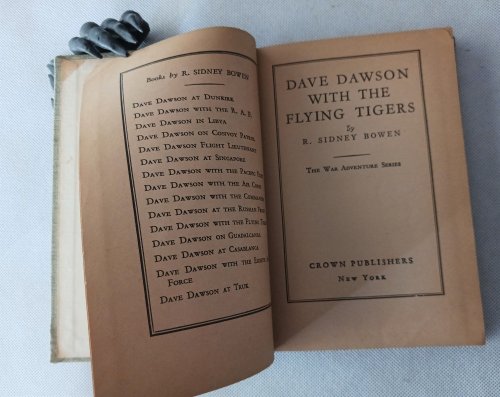 Books by R. SIDNEY BOWEN
DAVE DAWSON AT DUNKIRK
DAVE DAWSON WITH THE R. A. F.
DAVE DAWSON IN LIBYA
DAVE DAWSON ON CONVOY PATROL
DAVE DAWSON FLIGHT LIEUTENANT
DAVE DAWSON AT SINGAPORE
DAVE DAWSON WITH THE PACIFIC
DAVE DAWSON WITH THE AIR
DAVE DAWSON WITH THE
DAVE DAWSON AT THE RUSSIAN
DAVE DAWSON WITH THE FLYING
DAVE DAWSON ON GUADALCANAL
DAVE DAWSON AT CASABLANCA
DAVE DAWSON WITH THE EIGHTH
FORCE
DAVE DAWSON AT TRUK
DAVE DAWSON
WITH THE
FLYING TIGERS
By
R. SIDNEY BOWEN
THE WAR ADVENTURE SERIES
CROWN PUBLISHERS
NEW YORK